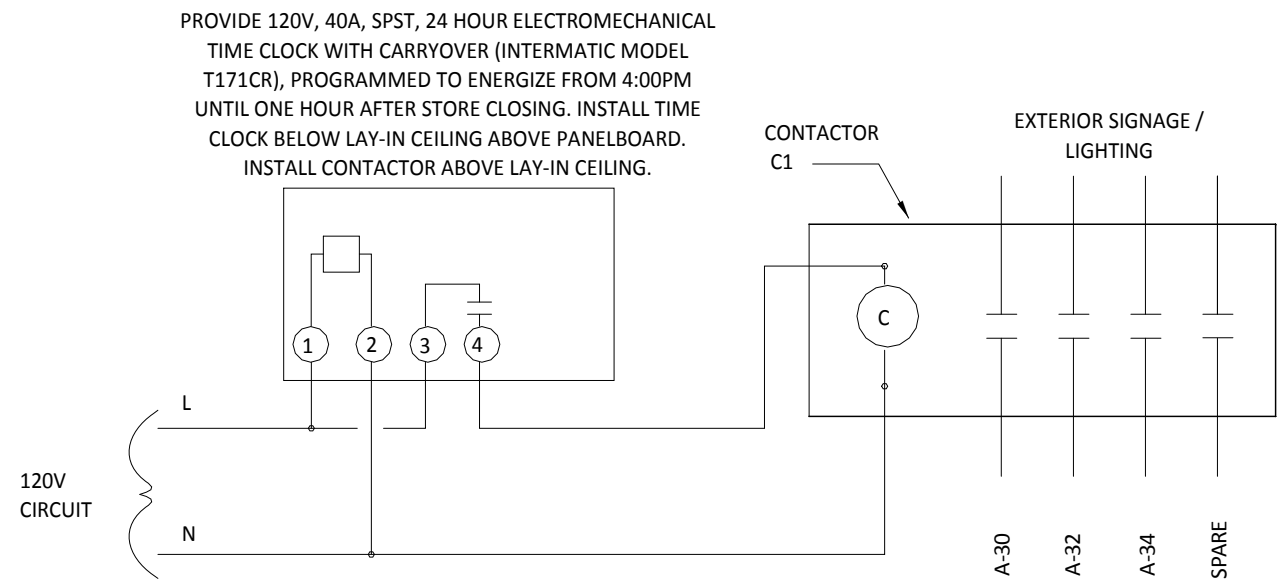 PROVIDE 120V, 40A, SPST, 24 HOUR ELECTROMECHANICAL
TIME CLOCK WITH CARRYOVER (INTERMATIC MODEL
T171CR), PROGRAMMED TO ENERGIZE FROM 4:00PM
UNTIL ONE HOUR AFTER STORE CLOSING. INSTALL TIME
CLOCK BELOW LAY-IN CEILING ABOVE PANELBOARD.
INSTALL CONTACTOR ABOVE LAY-IN CEILING.
CONTACTOR
C1
EXTERIOR SIGNAGE /
LIGHTING
1
2
3
4
C
L
120V
CIRCUIT
N
A-30
A-32
A-34
SPARE